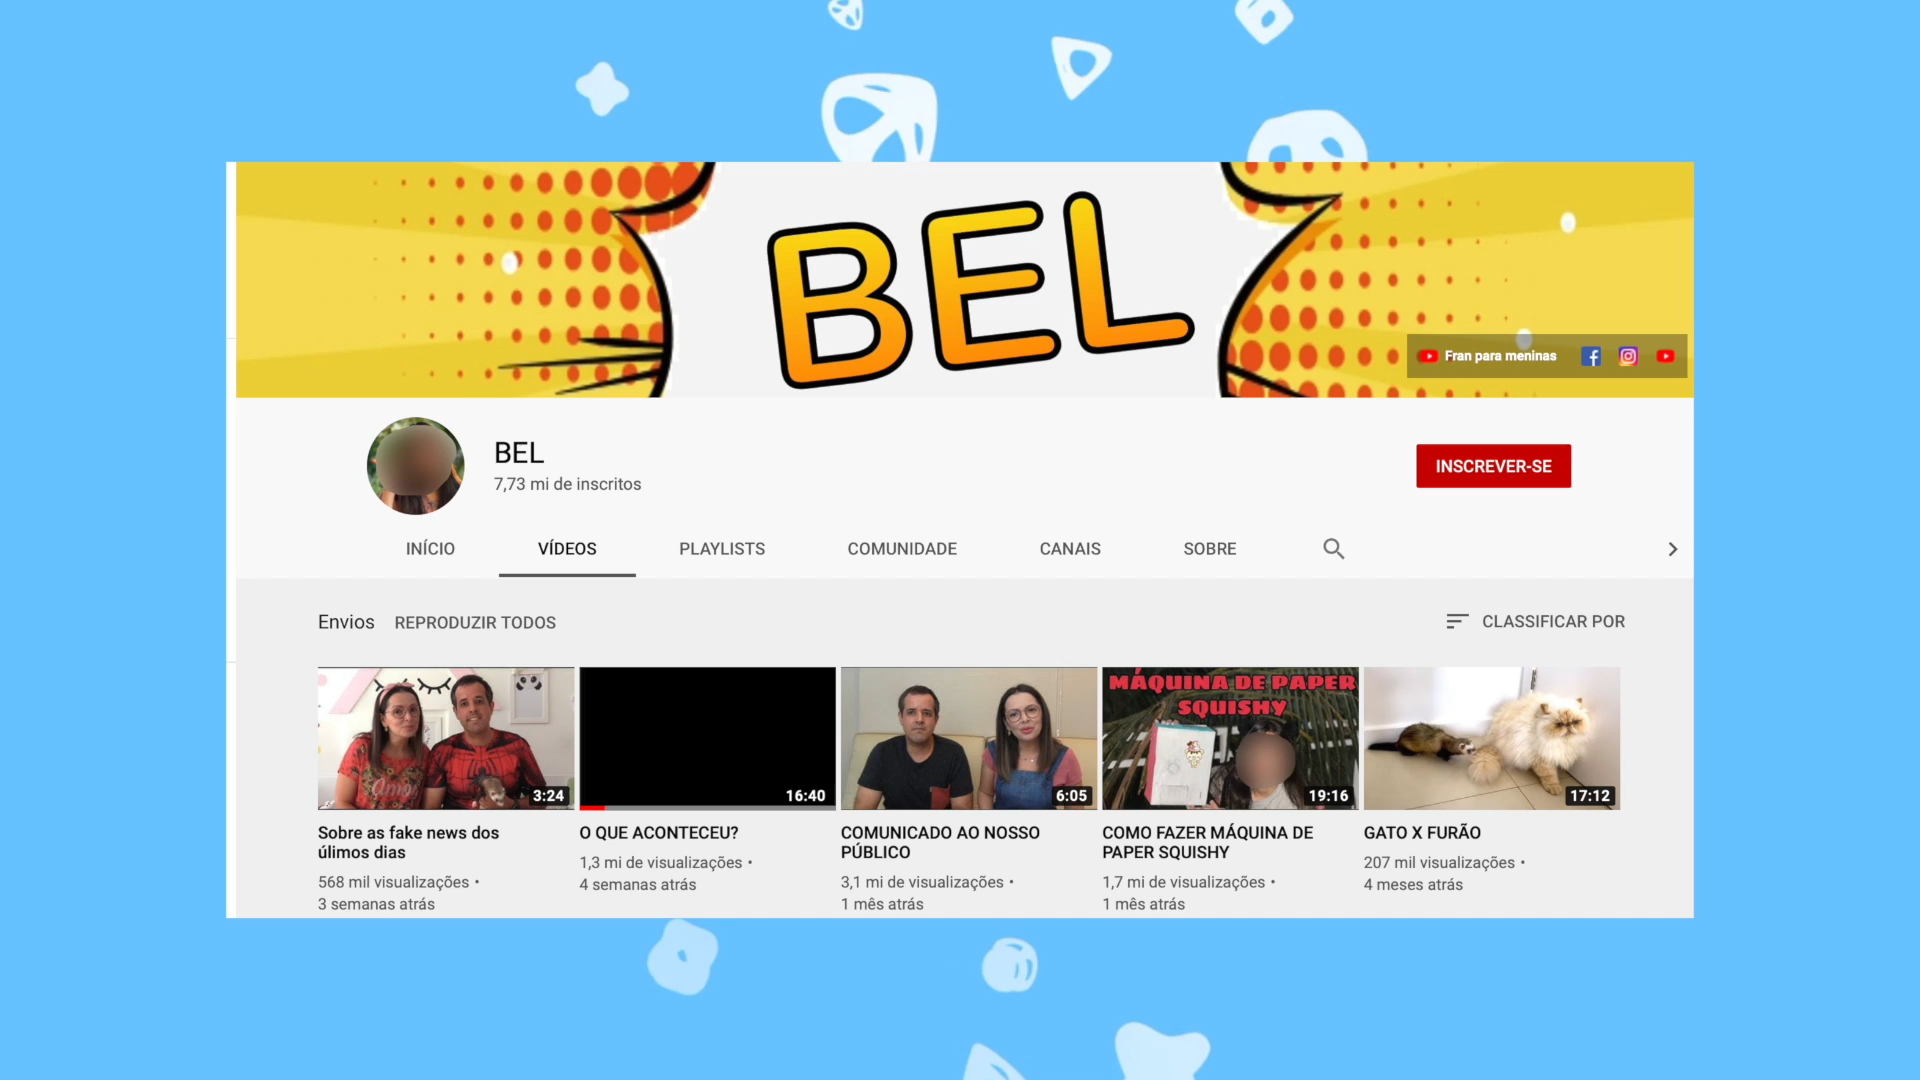 BEL
Fran para meninas
BEL
7,73 mi de inscritos
INSCREVER-SE
INÍCIO VÍDEOS PLAYLISTS COMUNIDADE CANAIS SOBRE
Envios REPRODUZIR TODOS CLASSIFICAR POR
MÁQUINA DE PAPER
SQUISHY
Amor
3:24 16:40 6:05 19:16 17:12
Sobre as fake news dos
úlimos dias
568 mil visualizações •
3 semanas atrás
O QUE ACONTECEU?
1,3 mi de visualizações •
4 semanas atrás
COMUNICADO AO NOSSO
PÚBLICO
3,1 mi de visualizações •
1 mês atrás
COMO FAZER MÁQUINA DE
PAPER SQUISHY
1,7 mi de visualizações •
1 mês atrás
GATO X FURÃO
207 mil visualizações •
4 meses atrás